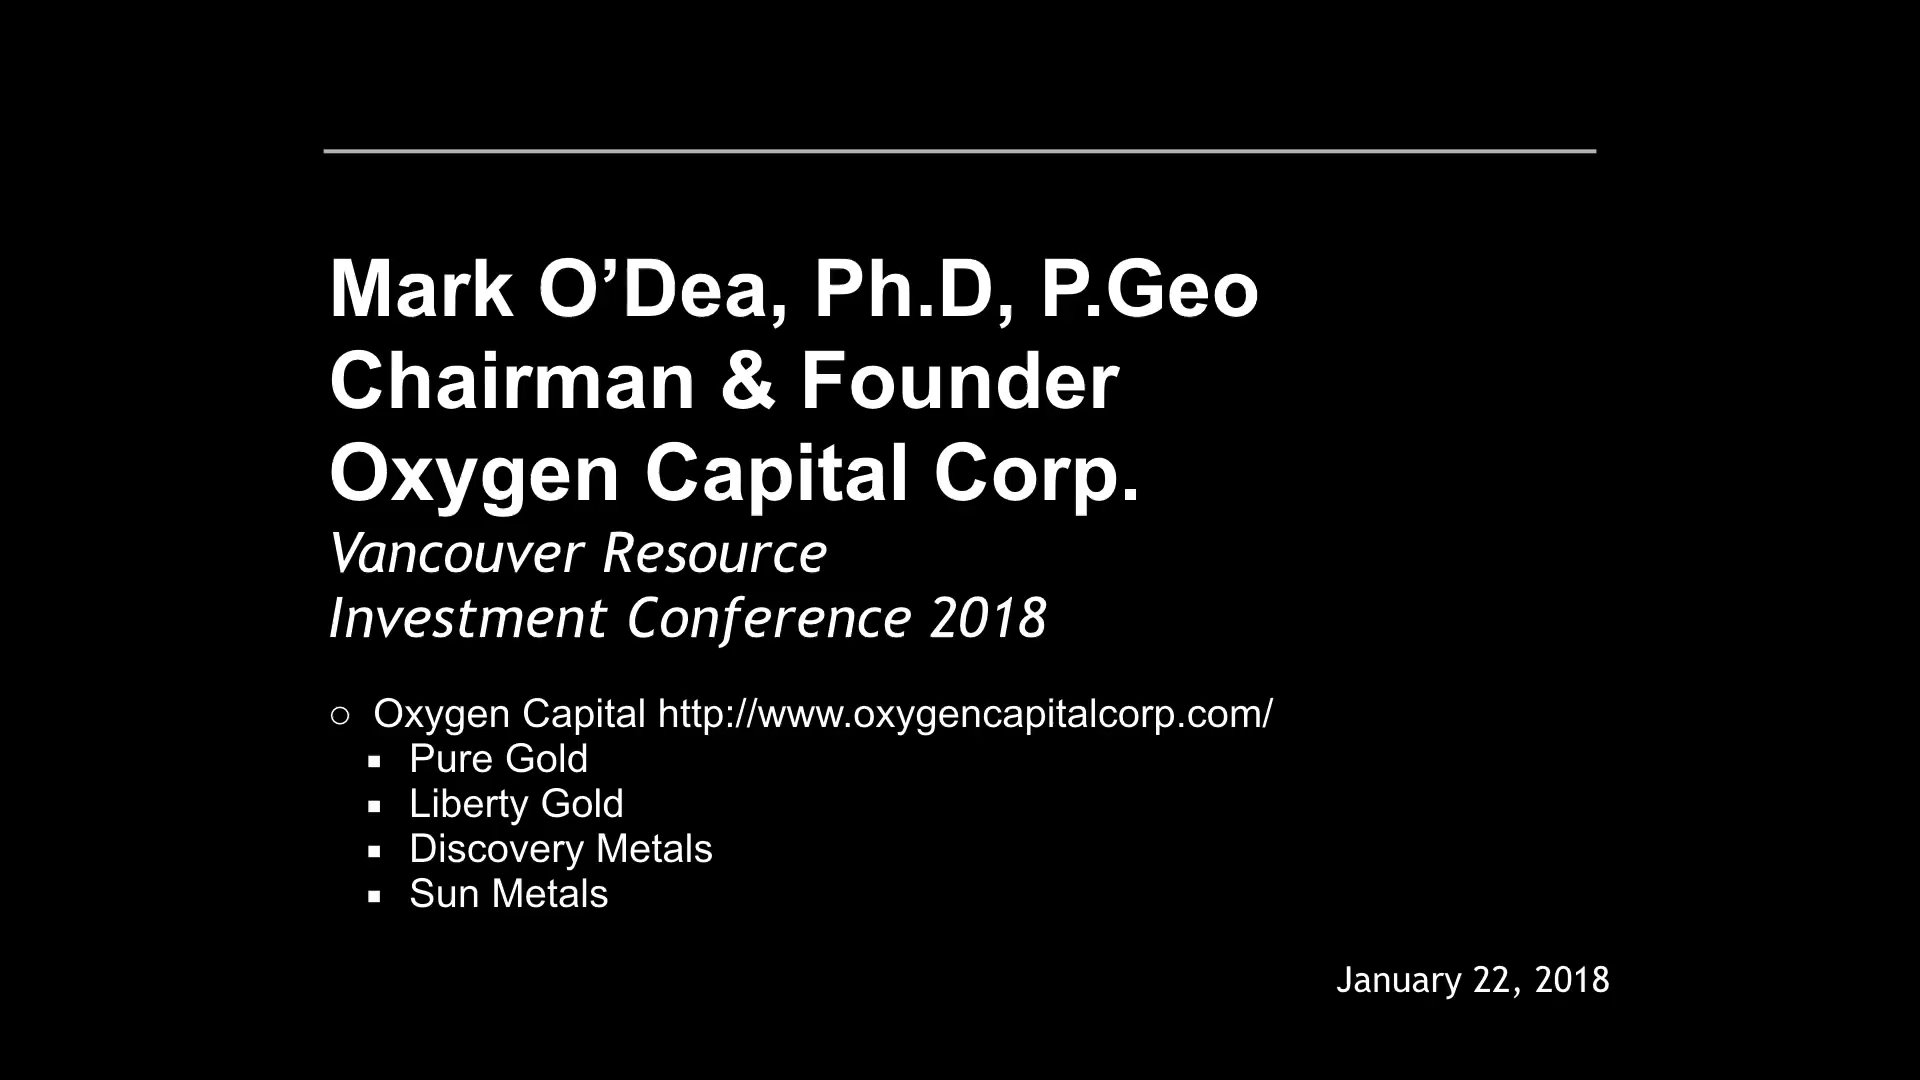 Mark O’Dea, Ph.D, P.Geo
Chairman & Founder
Oxygen Capital Corp.
Vancouver Resource
Investment Conference 2018
○ Oxygen Capital http://www.oxygencapitalcorp.com/
▪ Pure Gold
▪ Liberty Gold
▪ Discovery Metals
▪ Sun Metals
January 22, 2018